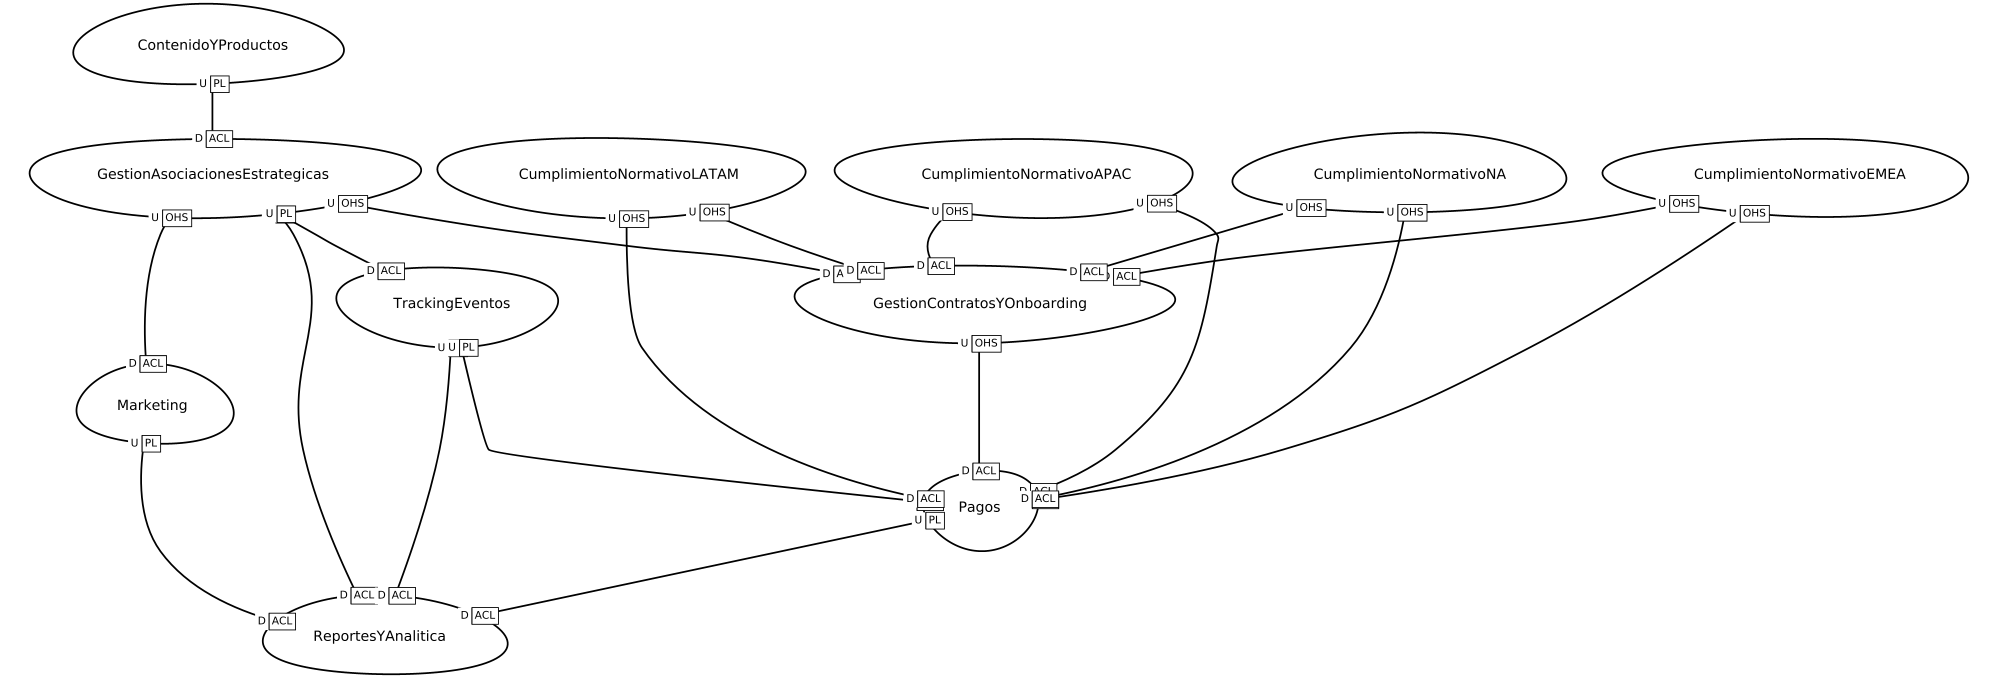 ContenidoYProductos
U PL
D ACL
GestionAsociacionesEstrategicas
CumplimientoNormativoLATAM
CumplimientoNormativoAPAC
CumplimientoNormativoNA
CumplimientoNormativoEMEA
U OHS
U PL
U OHS
U OHS
U OHS
U OHS
U OHS
U OHS
U OHS
U OHS
U OHS
D ACL
D A
D ACL
D ACL
D ACL
ACL
TrackingEventos
GestionContratosYOnboarding
U U PL
U OHS
D ACL
Marketing
U PL
D ACL
D ACL
D ACL
D ACL
Pagos
U PL
D ACL
D ACL
D ACL
D ACL
ReportesYAnalitica